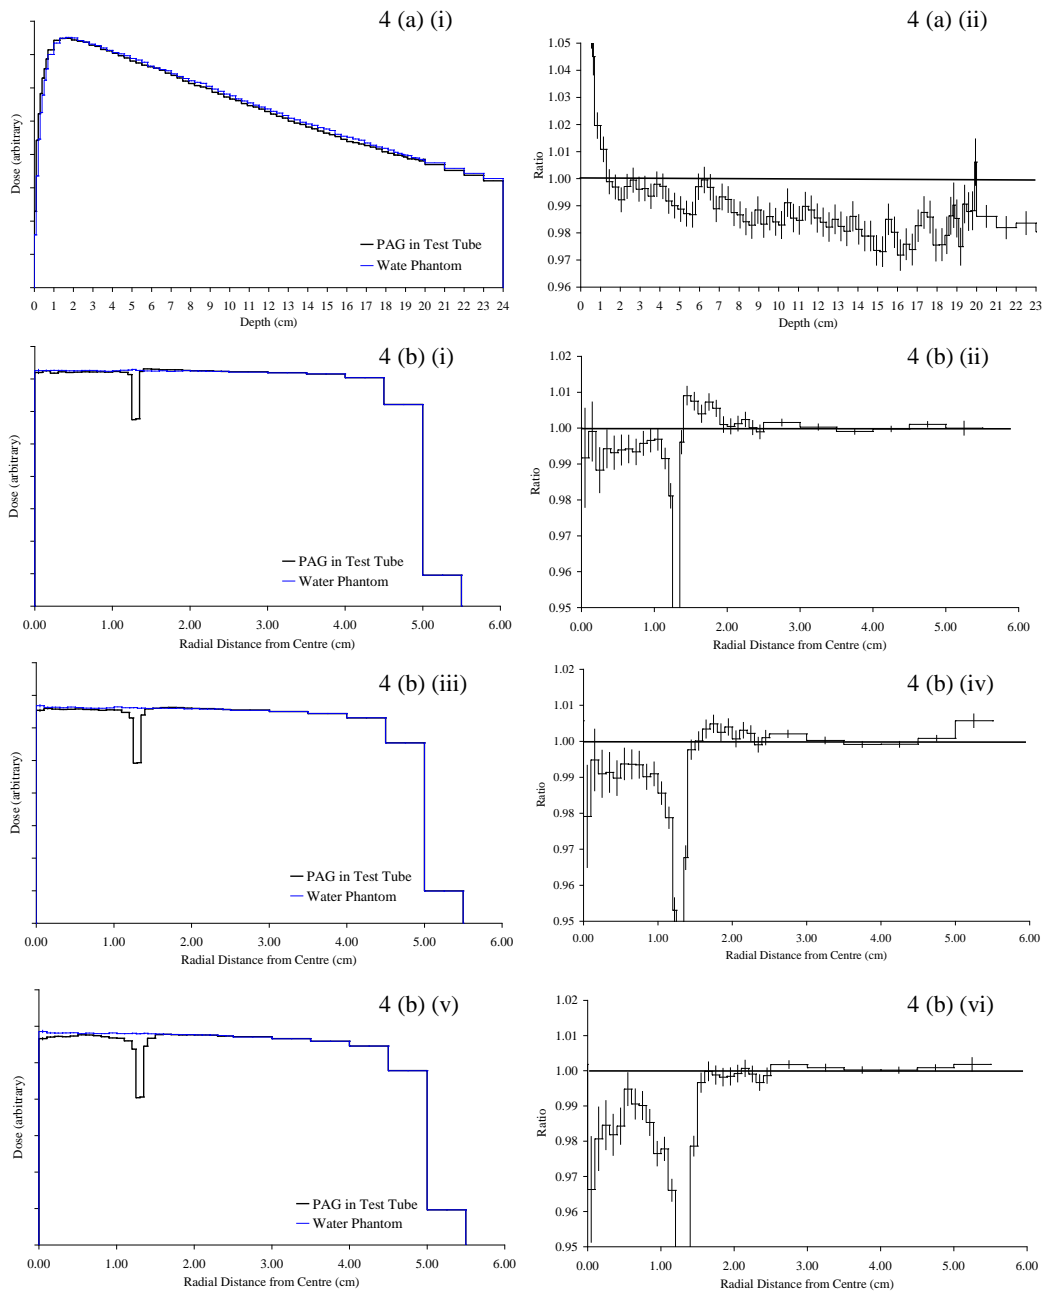 4 (a) (i)
Dose (arbitrary)
PAG in Test Tube
Wate Phantom
0 1 2 3 4 5 6 7 8 9 10 11 12 13 14 15 16 17 18 19 20 21 22 23 24
Depth (cm)
4 (a) (ii)
Ratio
1.05
1.04
1.03
1.02
1.01
1.00
0.99
0.98
0.97
0.96
0 1 2 3 4 5 6 7 8 9 10 11 12 13 14 15 16 17 18 19 20 21 22 23
Depth (cm)
4 (b) (i)
Dose (arbitrary)
PAG in Test Tube
Water Phantom
0.00 1.00 2.00 3.00 4.00 5.00 6.00
Radial Distance from Centre (cm)
4 (b) (ii)
Ratio
1.02
1.01
1.00
0.99
0.98
0.97
0.96
0.95
0.00 1.00 2.00 3.00 4.00 5.00 6.00
Radial Distance from Centre (cm)
4 (b) (iii)
Dose (arbitrary)
PAG in Test Tube
Water Phantom
0.00 1.00 2.00 3.00 4.00 5.00 6.00
Radial Distance from Centre (cm)
4 (b) (iv)
Ratio
1.02
1.01
1.00
0.99
0.98
0.97
0.96
0.95
0.00 1.00 2.00 3.00 4.00 5.00 6.00
Radial Distance from Centre (cm)
4 (b) (v)
Dose (arbitrary)
PAG in Test Tube
Water Phantom
0.00 1.00 2.00 3.00 4.00 5.00 6.00
Radial Distance from Centre (cm)
4 (b) (vi)
Ratio
1.02
1.01
1.00
0.99
0.98
0.97
0.96
0.95
0.00 1.00 2.00 3.00 4.00 5.00 6.00
Radial Distance from Centre (cm)